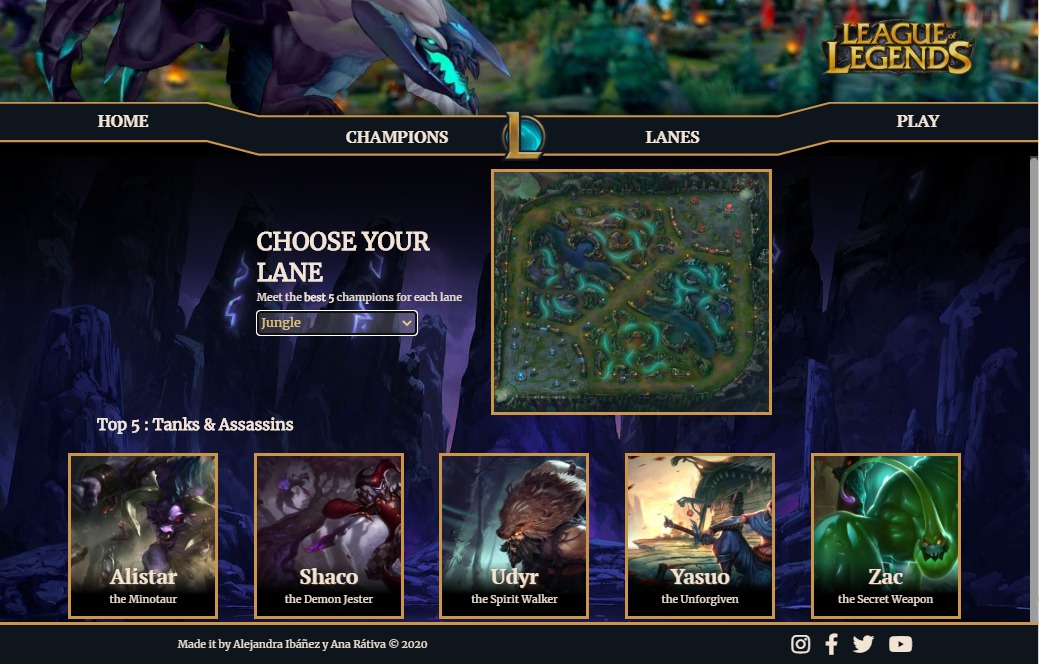 LEAGUE of
LEGENDS
HOME
CHAMPIONS
LANES
PLAY
CHOOSE YOUR
LANE
Meet the best 5 champions for each lane
Jungle
Top 5 : Tanks & Assassins
Alistar
the Minotaur
Shaco
the Demon Jester
Udyr
the Spirit Walker
Yasuo
the Unforgiven
Zac
the Secret Weapon
Made it by Alejandra Ibáñez y Ana Rátiva © 2020